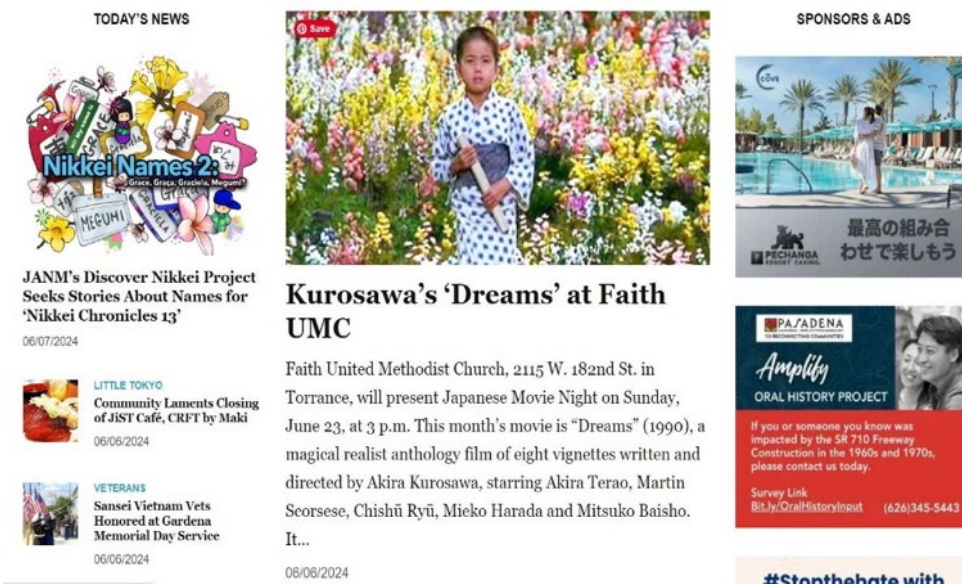 TODAY'S NEWS
Nikkei Names 2:
Grace, Graça, Graciela, Megumi?
GRACE
MEGUMI
GRACIELA
JANM's Discover Nikkei Project
Seeks Stories About Names for
'Nikkei Chronicles 13'
06/07/2024
LITTLE TOKYO
Community Laments Closing
of JiST Café, CRFT by Maki
06/06/2024
VETERANS
Sansei Vietnam Vets
Honored at Gardena
Memorial Day Service
06/06/2024
Save
Kurosawa's 'Dreams' at Faith
UMC
Faith United Methodist Church, 2115 W. 182nd St. in
Torrance, will present Japanese Movie Night on Sunday,
June 23, at 3 p.m. This month's movie is "Dreams" (1990), a
magical realist anthology film of eight vignettes written and
directed by Akira Kurosawa, starring Akira Terao, Martin
Scorsese, Chishū Ryū, Mieko Harada and Mitsuko Baisho.
It...
06/06/2024
SPONSORS & ADS
COVE
PECHANGA
RESORT CASINO
最高の組み合
わせで楽しもう
PASADENA
RECONNECTING COMMUNITIES
Amplify
ORAL HISTORY PROJECT
If you or someone you know was
impacted by the SR 710 Freeway
Construction in the 1960s and 1970s,
please contact us today.
Survey Link
Bit.ly/OralHistoryInput (626)345-5443
#Stopthehate with